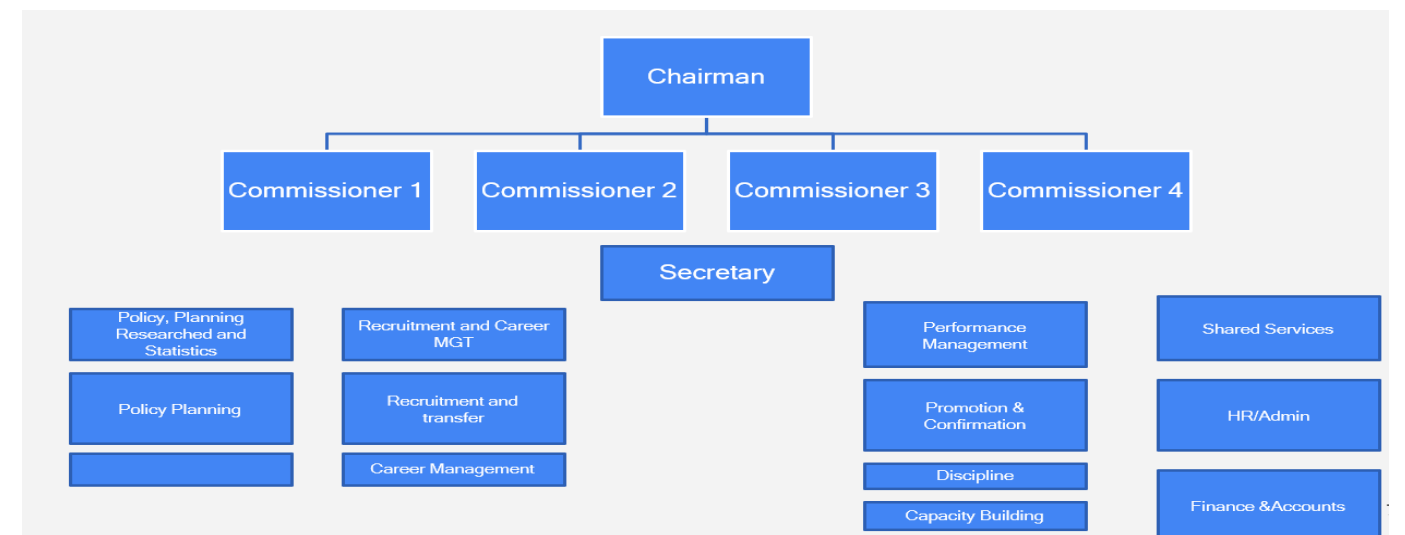 Chairman
Commissioner 1
Commissioner 2
Commissioner 3
Commissioner 4
Secretary
Policy, Planning
Researched and
Statistics
Policy Planning
Recruitment and Career
MGT
Recruitment and
transfer
Career Management
Performance
Management
Promotion &
Confirmation
Discipline
Capacity Building
Shared Services
HR/Admin
Finance &Accounts